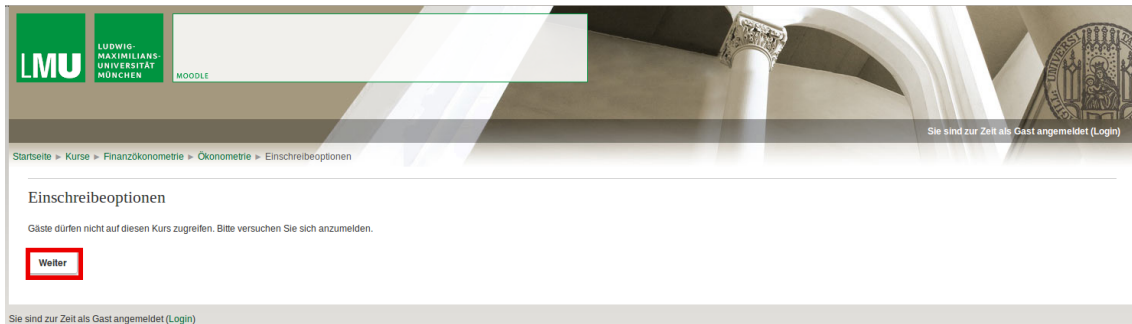 LMU
LUDWIG-
MAXIMILIANS-
UNIVERSITÄT
MÜNCHEN
MOODLE
Sie sind zur Zeit als Gast angemeldet (Login)
Startseite ► Kurse ► Finanzökonometrie ► Ökonometrie ► Einschreibeoptionen
Einschreibeoptionen
Gäste dürfen nicht auf diesen Kurs zugreifen. Bitte versuchen Sie sich anzumelden.
Weiter
Sie sind zur Zeit als Gast angemeldet (Login)